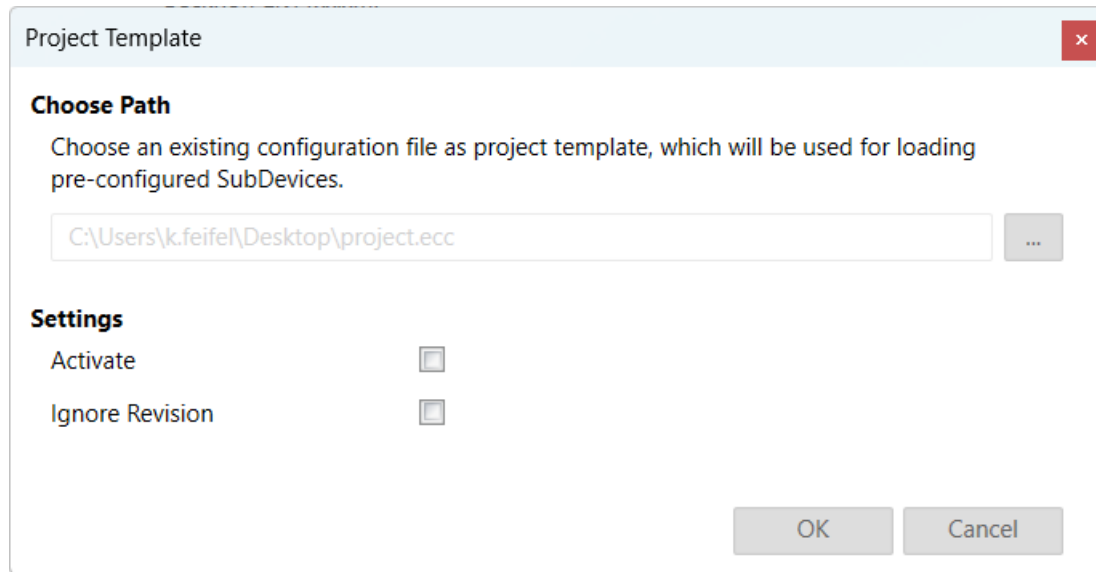 Project Template
Choose Path
Choose an existing configuration file as project template, which will be used for loading
pre-configured SubDevices.
C:\Users\k.feifel\Desktop\project.ecc
...
Settings
Activate
Ignore Revision
OK
Cancel